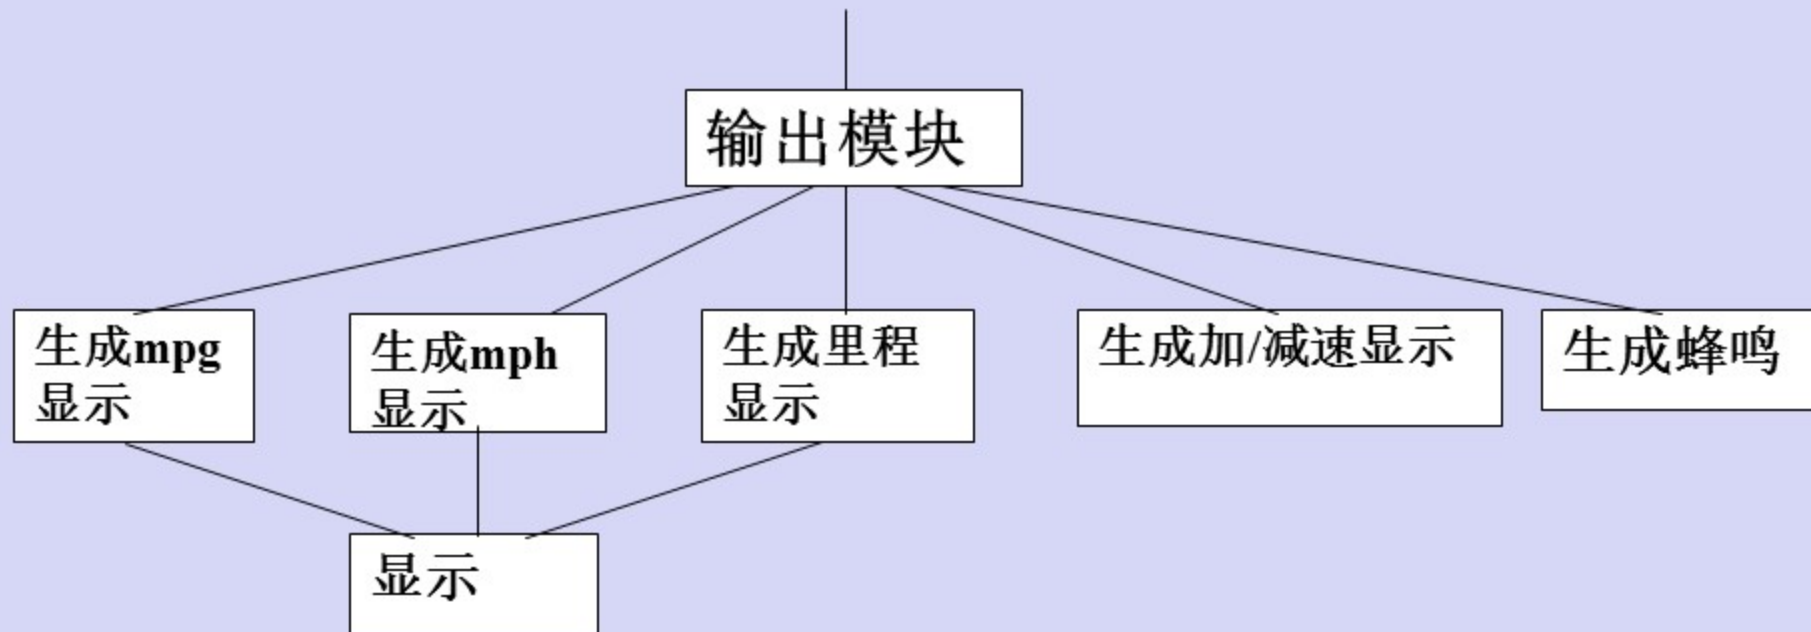 输出模块
生成mpg
显示
生成mph
显示
生成里程
显示
生成加/减速显示
生成蜂鸣
显示